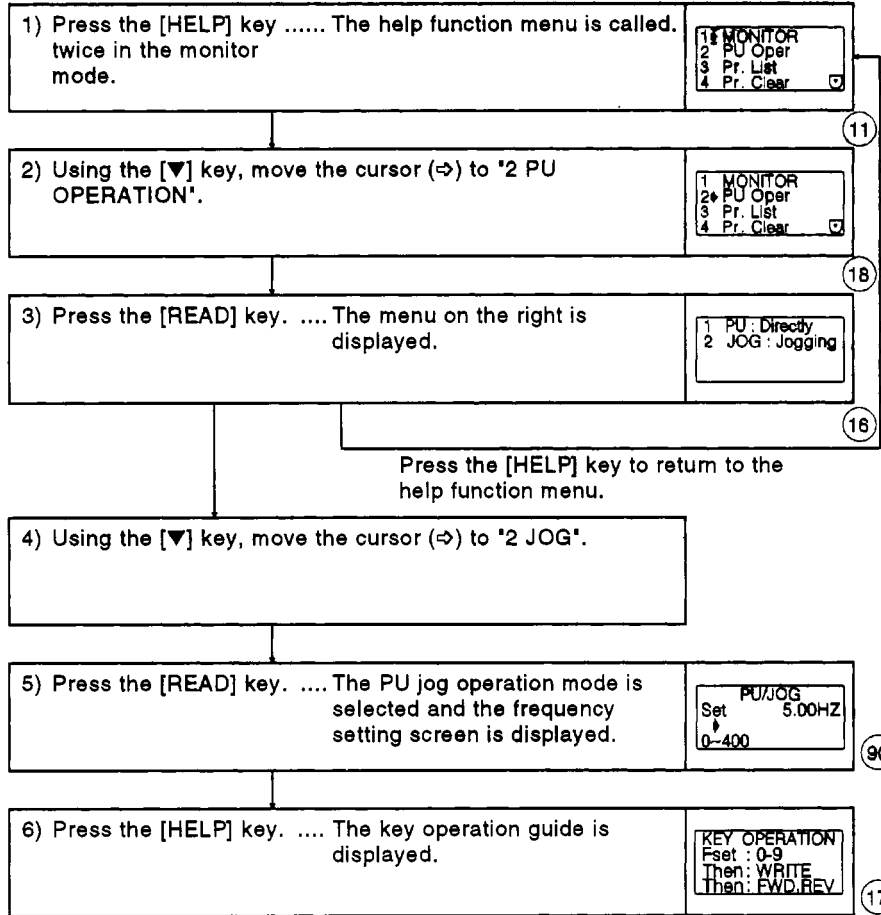 1) Press the [HELP] key ...... The help function menu is called.
twice in the monitor
mode.
1 MONITOR
2 PU Oper
3 Pr. List
4 Pr. Clear
11
2) Using the [▼] key, move the cursor (⇨) to "2 PU
OPERATION".
1 MONITOR
2♦ PU Oper
3 Pr. List
4 Pr. Clear
18
3) Press the [READ] key. .... The menu on the right is
displayed.
1 PU : Directly
2 JOG : Jogging
16
Press the [HELP] key to return to the
help function menu.
4) Using the [▼] key, move the cursor (⇨) to "2 JOG".
5) Press the [READ] key. .... The PU jog operation mode is
selected and the frequency
setting screen is displayed.
PU/JOG
Set 5.00HZ
0~400
6) Press the [HELP] key. .... The key operation guide is
displayed.
KEY OPERATION
Fset : 0-9
Then: WRITE
Then: FWD.REV
17